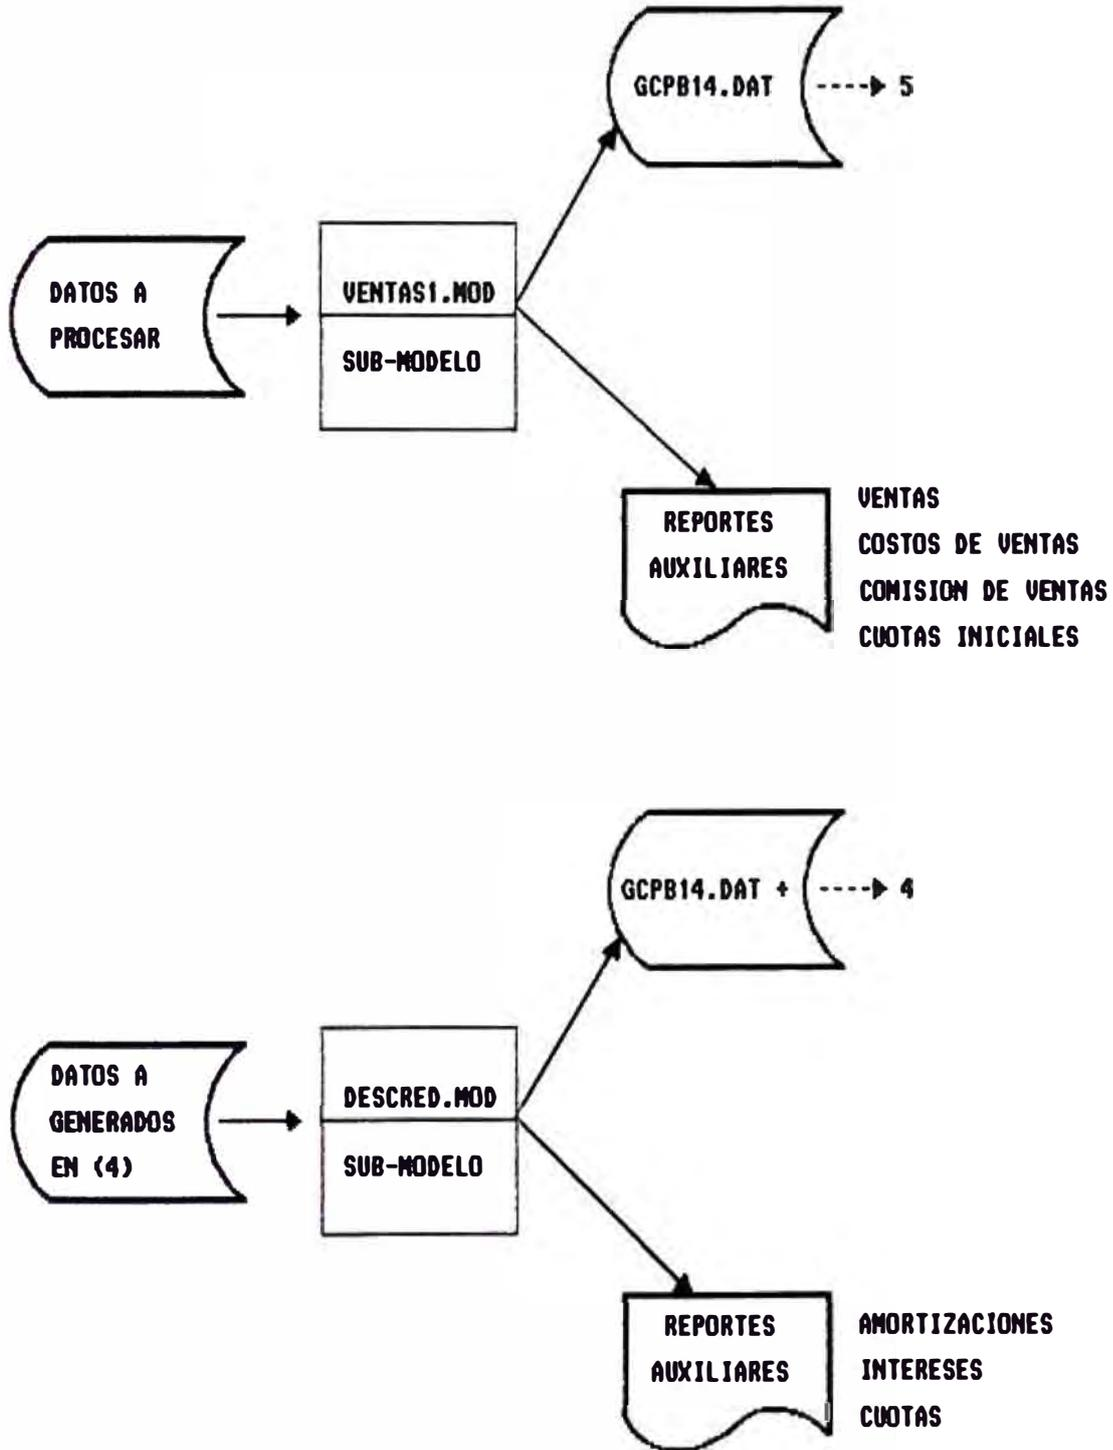 GCPB14.DAT 5
DATOS A
PROCESAR
VENTAS1.MOD
SUB-MODELO
REPORTES
AUXILIARES
VENTAS
COSTOS DE VENTAS
COMISION DE VENTAS
CUOTAS INICIALES
GCPB14.DAT + 4
DATOS A
GENERADOS
EN (4)
DESCRED.MOD
SUB-MODELO
REPORTES
AUXILIARES
AMORTIZACIONES
INTERESES
CUOTAS